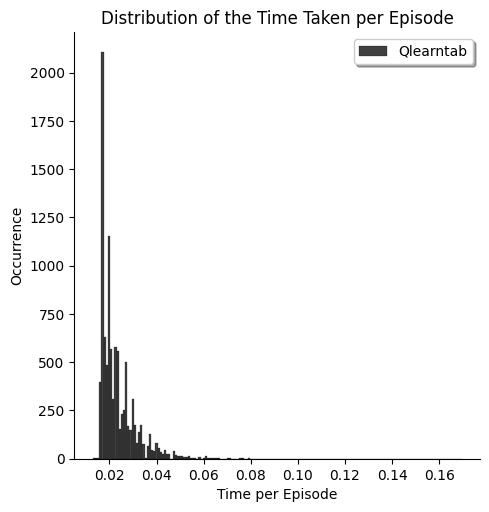 Distribution of the Time Taken per Episode
Qlearntab
2000
1750
1500
1250
1000
750
500
250
0
Occurrence
0.02 0.04 0.06 0.08 0.10 0.12 0.14 0.16
Time per Episode